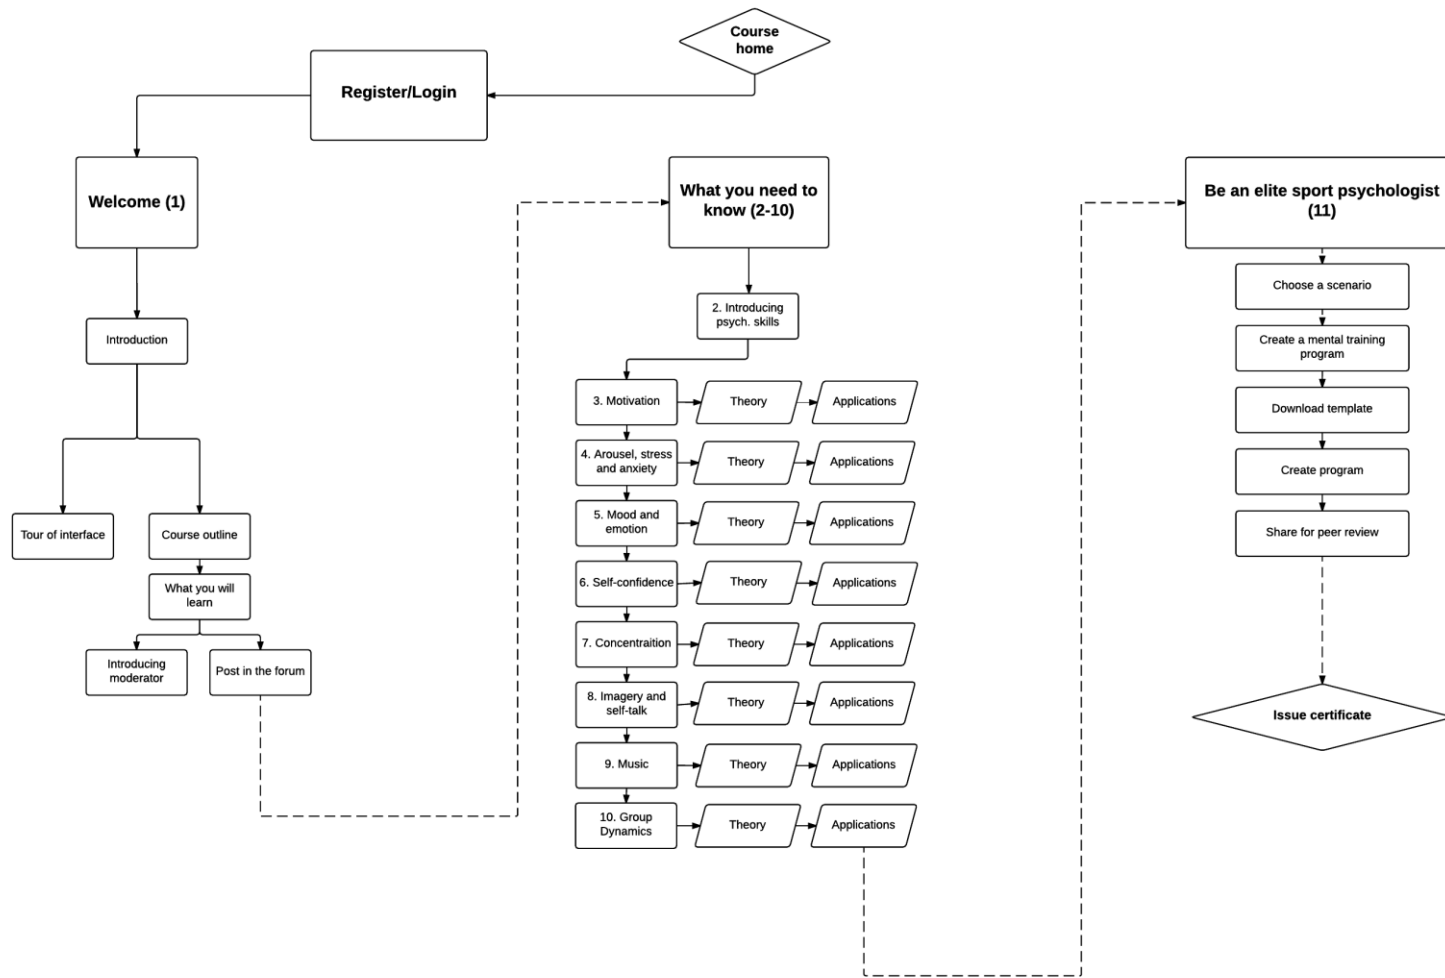 Course
home
Register/Login
Welcome (1)
Introduction
Tour of interface
Course outline
What you will
learn
Introducing
moderator
Post in the forum
What you need to
know (2-10)
2. Introducing
psych. skills
3. Motivation
Theory
Applications
4. Arousel, stress
and anxiety
Theory
Applications
5. Mood and
emotion
Theory
Applications
6. Self-confidence
Theory
Applications
7. Concentraition
Theory
Applications
8. Imagery and
self-talk
Theory
Applications
9. Music
Theory
Applications
10. Group
Dynamics
Theory
Applications
Be an elite sport psychologist
(11)
Choose a scenario
Create a mental training
program
Download template
Create program
Share for peer review
Issue certificate